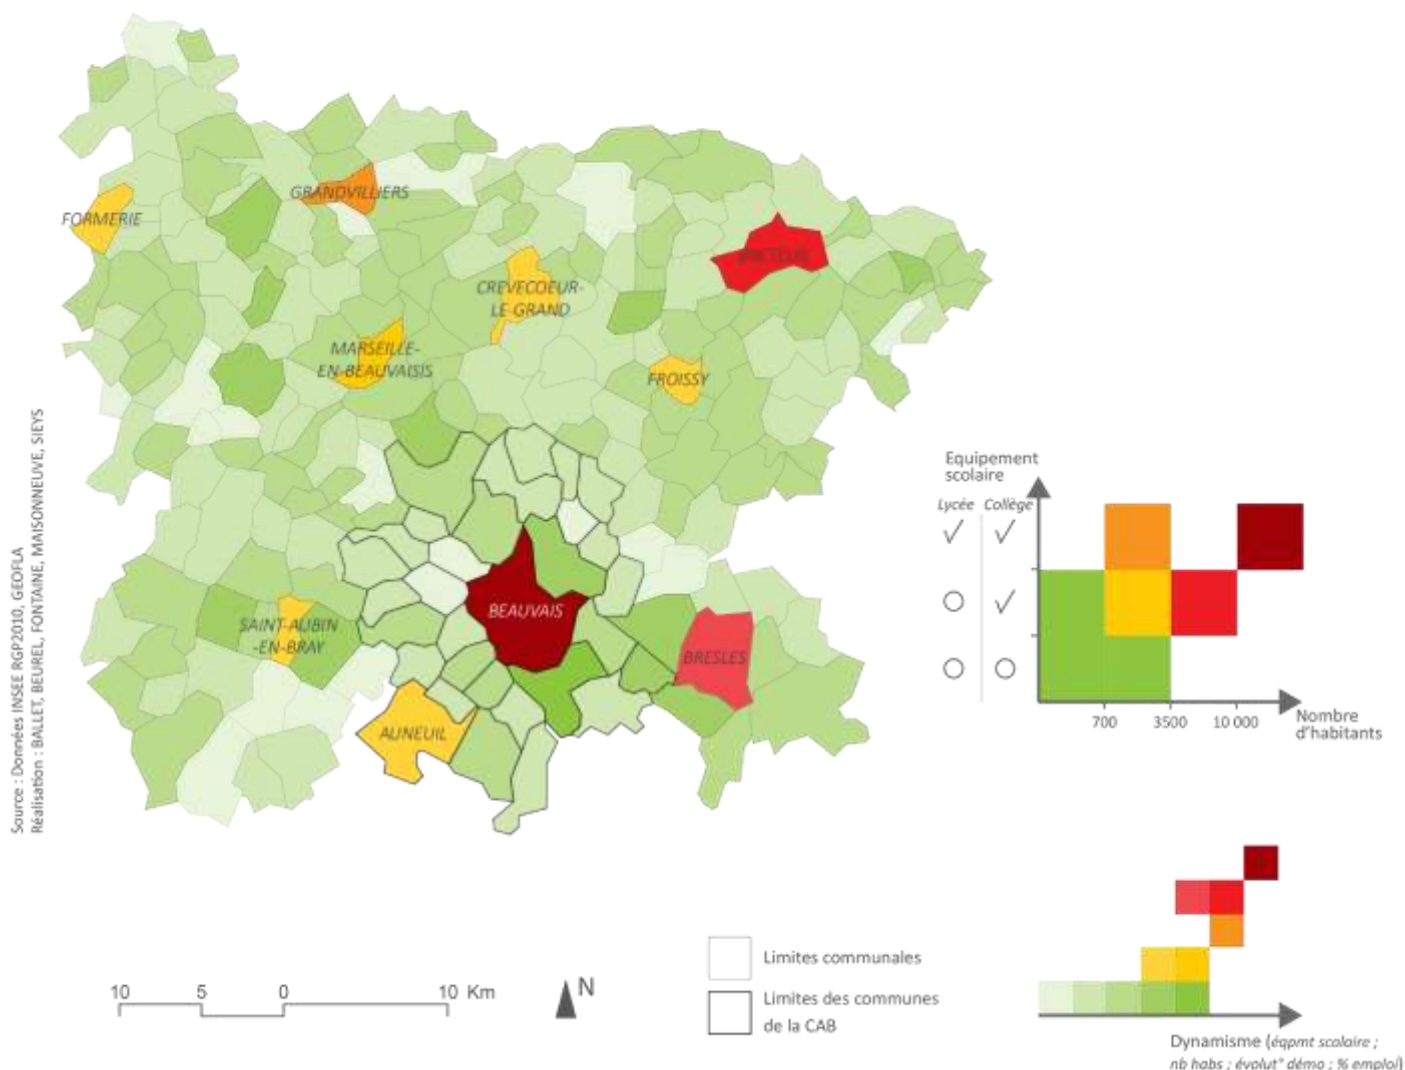 GRANDVILLIERS
FORMERIE
CREVECOEUR-
LE-GRAND
MARSEILLE-
EN-BEAUVAISIS
FROISSY
BEAUVAIS
SAINT-AUBIN
-EN-BRAY
BRESLES
AUNEUIL
Source : Données INSEE RGP2010, GEOFLA
Réalisation : BALLET, BEUREL, FONTAINE, MAISONNEUVE, SIEYS
Equipement
scolaire
Lycée Collège
700 3500 10 000
Nombre
d'habitants
10 5 0 10 Km
N
Limites communales
Limites des communes
de la CAB
Dynamisme (éqpmt scolaire ;
nb habs ; évolut° démo ; % emploi)